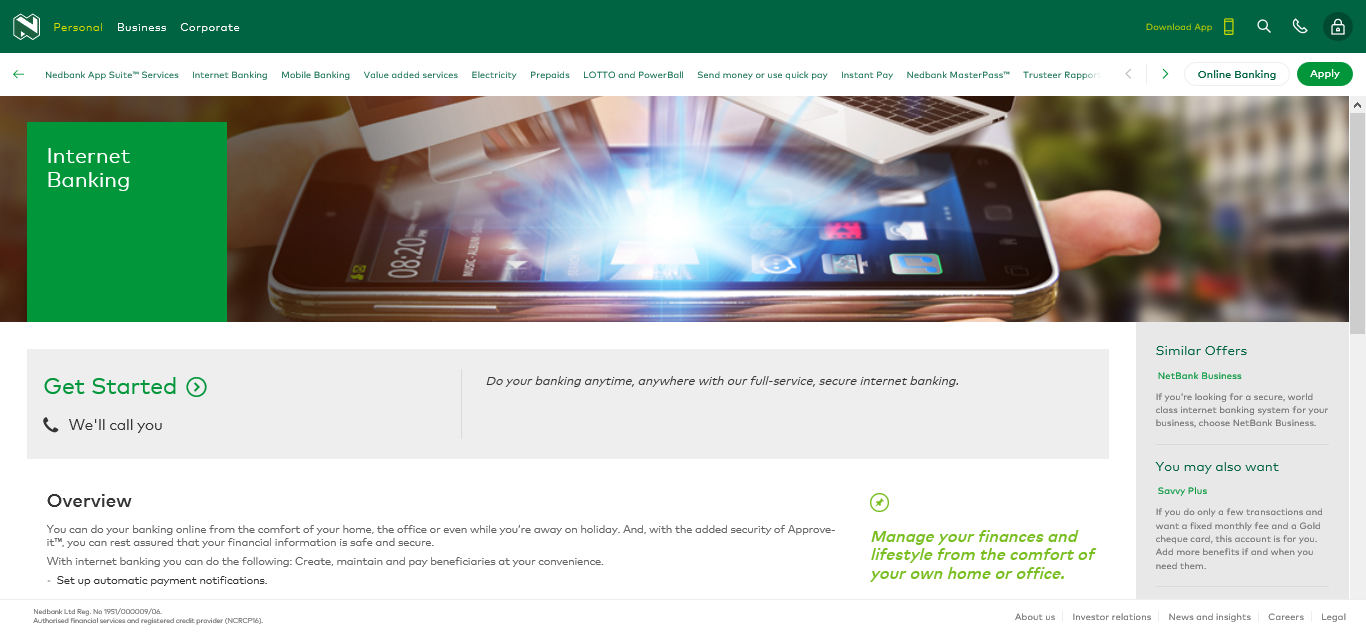 Personal Business Corporate
Download App
Nedbank App Suite™ Services Internet Banking Mobile Banking Value added services Electricity Prepaids LOTTO and PowerBall Send money or use quick pay Instant Pay Nedbank MasterPass™ Trusteer Rappor
Online Banking
Apply
Internet
Banking
08:20
PM
MUSIC-ALBUM-SONG
SEARCH
Get Started
We'll call you
Do your banking anytime, anywhere with our full-service, secure internet banking.
Overview
You can do your banking online from the comfort of your home, the office or even while you're away on holiday. And, with the added security of Approve-
it™, you can rest assured that your financial information is safe and secure.
With internet banking you can do the following: Create, maintain and pay beneficiaries at your convenience.
- Set up automatic payment notifications.
Manage your finances and
lifestyle from the comfort of
your own home or office.
Similar Offers
NetBank Business
If you're looking for a secure, world
class internet banking system for your
business, choose NetBank Business.
You may also want
Savvy Plus
If you do only a few transactions and
want a fixed monthly fee and a Gold
cheque card, this account is for you.
Add more benefits if and when you
need them.
Nedbank Ltd Reg. No 1951/000009/06.
Authorised financial services and registered credit provider (NCRCP16).
About us Investor relations News and insights Careers Legal